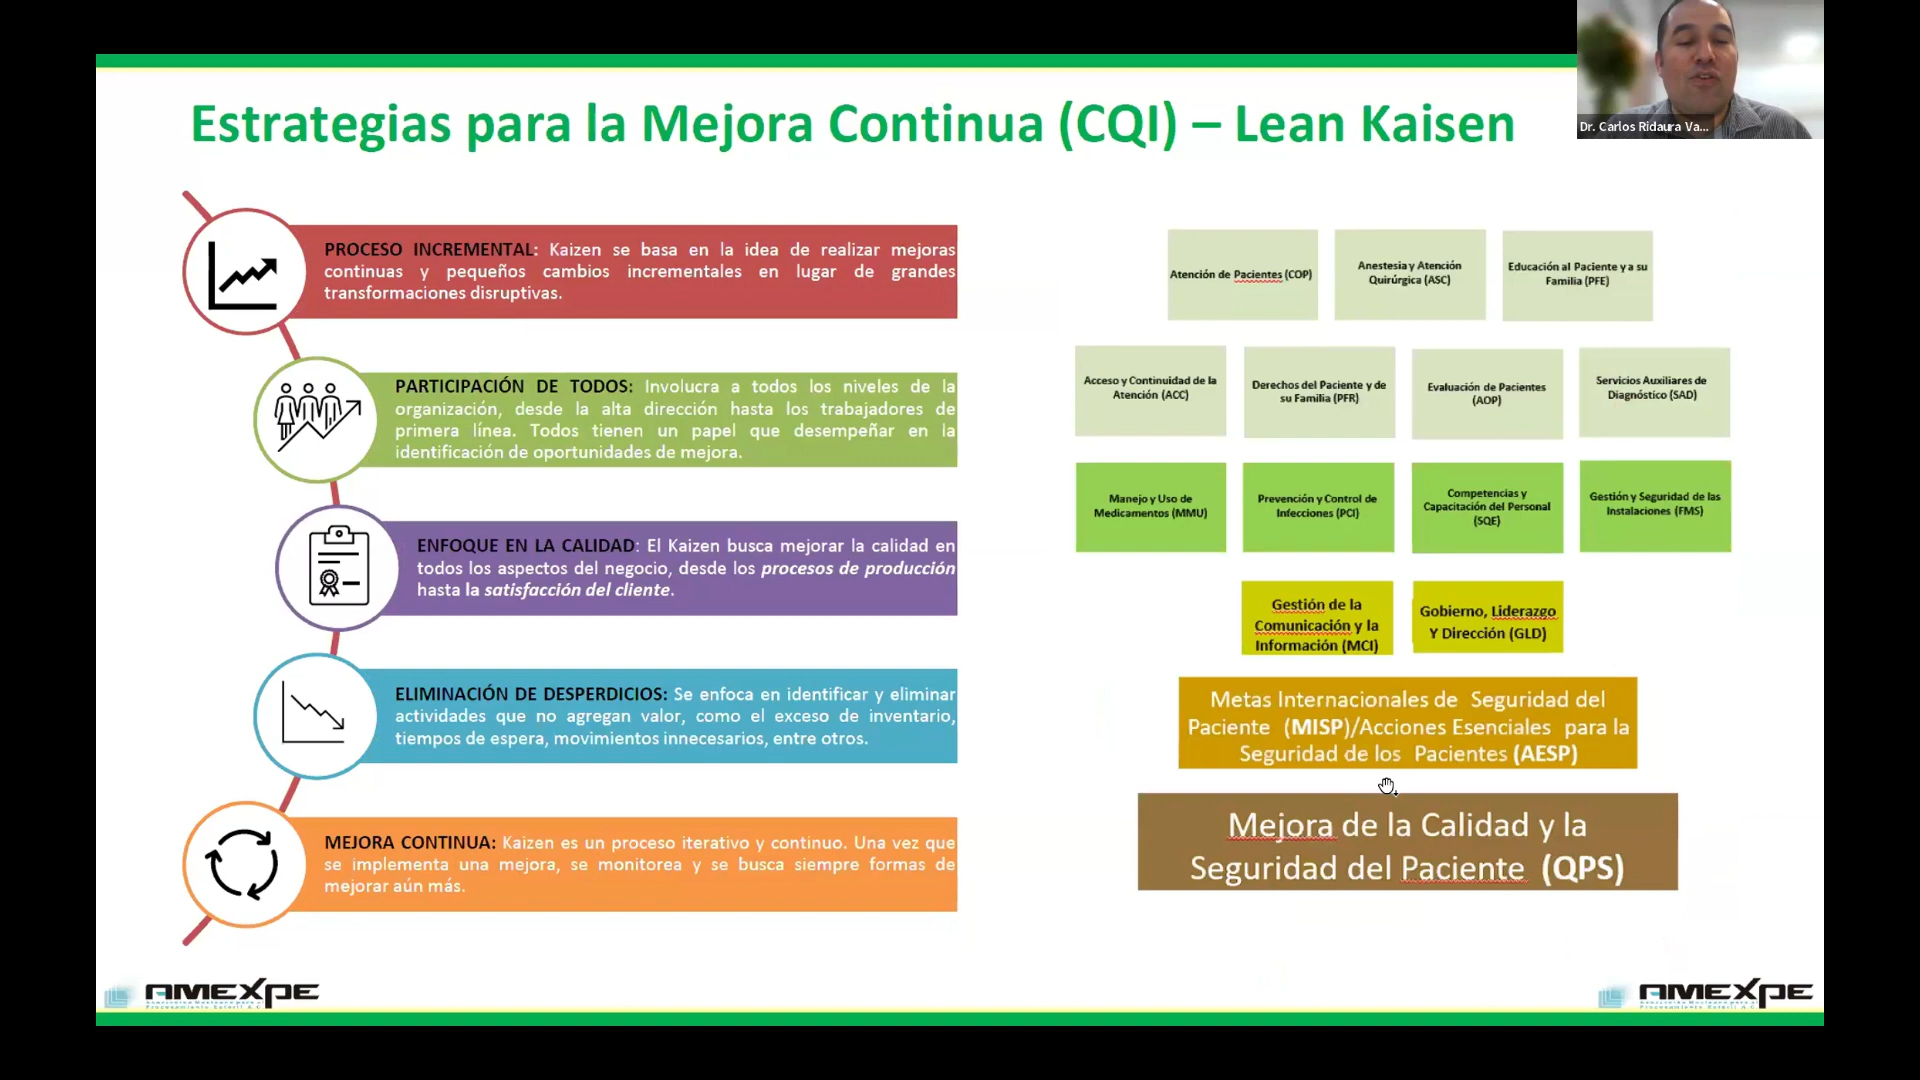 Estrategias para la Mejora Continua (CQI) – Lean Kaisen
Dr. Carlos Ridaura Va...
PROCESO INCREMENTAL: Kaizen se basa en la idea de realizar mejoras
continuas y pequeños cambios incrementales en lugar de grandes
transformaciones disruptivas.
PARTICIPACIÓN DE TODOS: Involucra a todos los niveles de la
organización, desde la alta dirección hasta los trabajadores de
primera línea. Todos tienen un papel que desempeñar en la
identificación de oportunidades de mejora.
ENFOQUE EN LA CALIDAD: El Kaizen busca mejorar la calidad en
todos los aspectos del negocio, desde los procesos de producción
hasta la satisfacción del cliente.
ELIMINACIÓN DE DESPERDICIOS: Se enfoca en identificar y eliminar
actividades que no agregan valor, como el exceso de inventario,
tiempos de espera, movimientos innecesarios, entre otros.
MEJORA CONTINUA: Kaizen es un proceso iterativo y continuo. Una vez que
se implementa una mejora, se monitorea y se busca siempre formas de
mejorar aún más.
Atención de Pacientes (COP)
Anestesia y Atención
Quirúrgica (ASC)
Educación al Paciente y a su
Familia (PFE)
Acceso y Continuidad de la
Atención (ACC)
Derechos del Paciente y de
su Familia (PFR)
Evaluación de Pacientes
(AOP)
Servicios Auxiliares de
Diagnóstico (SAD)
Manejo y Uso de
Medicamentos (MMU)
Prevención y Control de
Infecciones (PCI)
Competencias y
Capacitación del Personal
(SQE)
Gestión y Seguridad de las
Instalaciones (FMS)
Gestión de la
Comunicación y la
Información (MCI)
Gobierno, Liderazgo
Y Dirección (GLD)
Metas Internacionales de Seguridad del
Paciente (MISP)/Acciones Esenciales para la
Seguridad de los Pacientes (AESP)
Mejora de la Calidad y la
Seguridad del Paciente (QPS)
AMEXPE
AMEXPE